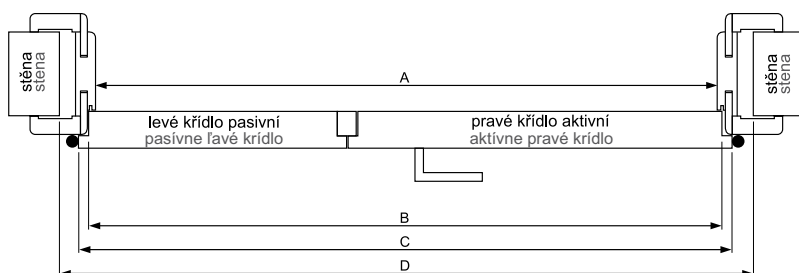 stěna
stena
A
stěna
stena
levé křídlo pasivní
pasívne ľavé krídlo
pravé křídlo aktivní
aktívne pravé krídlo
B
C
D